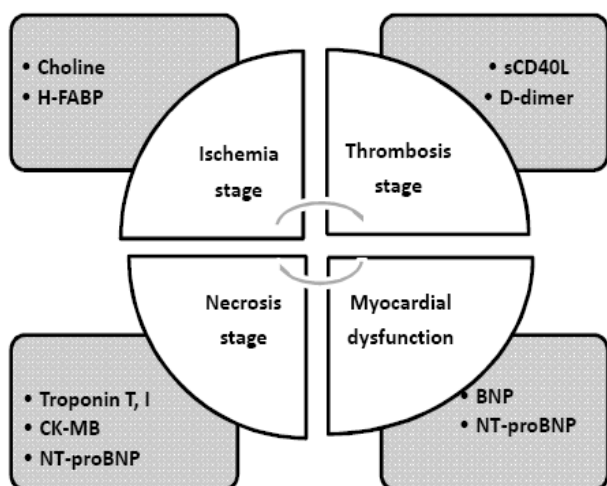 • Choline
• H-FABP
• sCD40L
• D-dimer
Ischemia
stage
Thrombosis
stage
Necrosis
stage
Myocardial
dysfunction
• Troponin T, I
• CK-MB
• NT-proBNP
• BNP
• NT-proBNP